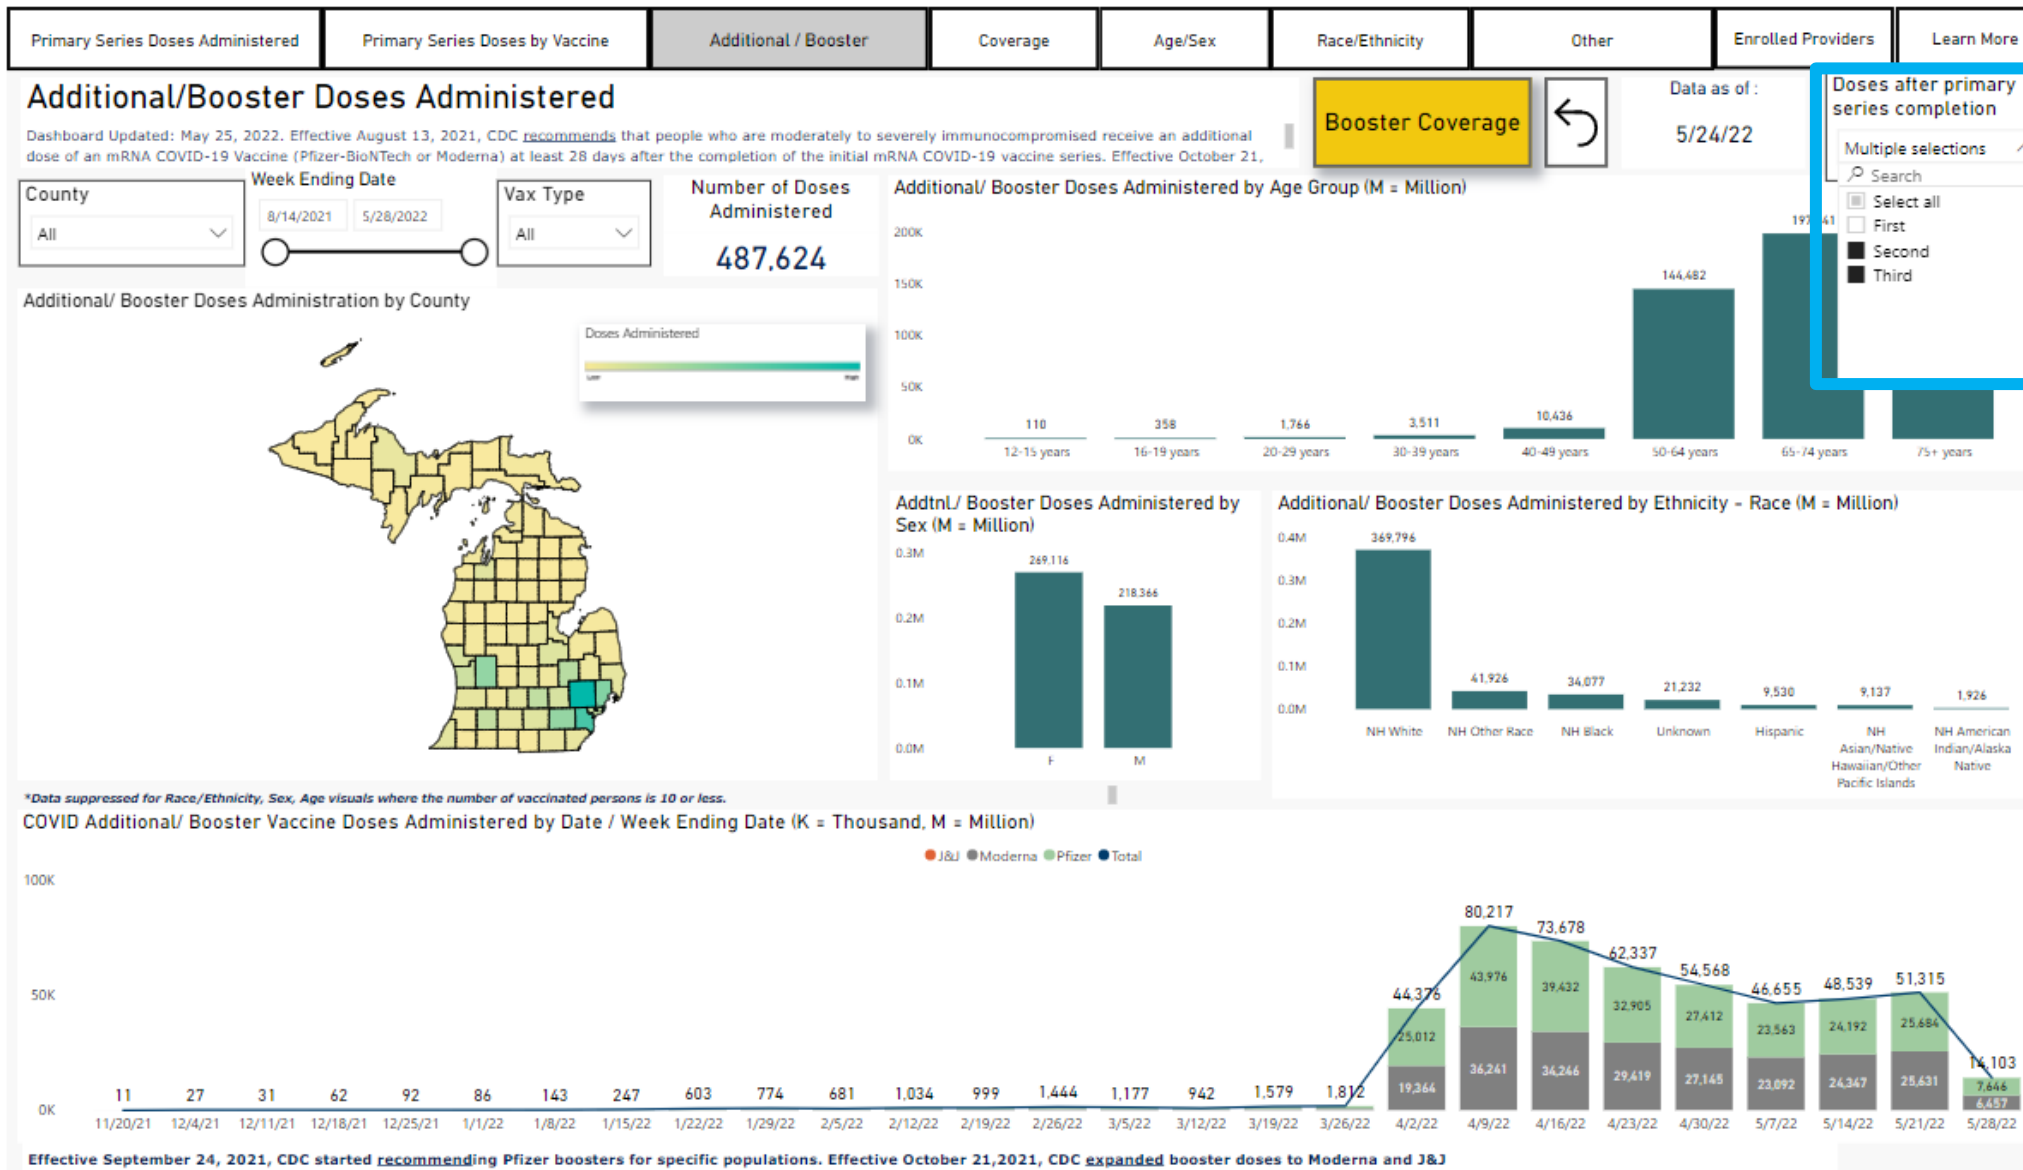 Primary Series Doses Administered
Primary Series Doses by Vaccine
Additional / Booster
Coverage
Age/Sex
Race/Ethnicity
Other
Enrolled Providers
Learn More
Additional/Booster Doses Administered
Dashboard Updated: May 25, 2022. Effective August 13, 2021, CDC recommends that people who are moderately to severely immunocompromised receive an additional
dose of an mRNA COVID-19 Vaccine (Pfizer-BioNTech or Moderna) at least 28 days after the completion of the initial mRNA COVID-19 vaccine series. Effective October 21,
Booster Coverage
Data as of :
5/24/22
Doses after primary
series completion
Multiple selections
Search
Select all
First
Second
Third
County
All
Week Ending Date
8/14/2021
5/28/2022
Vax Type
All
Number of Doses
Administered
487,624
Additional/ Booster Doses Administration by County
Doses Administered
Low
High
Additional/ Booster Doses Administered by Age Group (M = Million)
200K
150K
100K
50K
0K
110
358
1,766
3,511
10,436
144,482
12-15 years
16-19 years
20-29 years
30-39 years
40-49 years
50-64 years
65-74 years
75+ years
Addtnl./ Booster Doses Administered by
Sex (M = Million)
0.3M
0.2M
0.1M
0.0M
269,116
218,366
F
M
Additional/ Booster Doses Administered by Ethnicity - Race (M = Million)
0.4M
0.3M
0.2M
0.1M
0.0M
369,796
41,926
34,077
21,232
9,530
9,137
1,926
NH White
NH Other Race
NH Black
Unknown
Hispanic
NH
Asian/Native
Hawaiian/Other
Pacific Islands
NH American
Indian/Alaska
Native
*Data suppressed for Race/Ethnicity, Sex, Age visuals where the number of vaccinated persons is 10 or less.
COVID Additional/ Booster Vaccine Doses Administered by Date / Week Ending Date (K = Thousand, M = Million)
J&J Moderna Pfizer Total
100K
50K
0K
11 27 31 62 92 86 143 247 603 774 681 1,034 999 1,444 1,177 942 1,579 1,812 44,376 80,217 73,678 62,337 54,568 46,655 48,539 51,315 14,103
25,012 43,976 39,432 32,905 27,412 23,563 24,192 25,684 7,646
19,364 36,241 34,246 29,419 27,145 23,092 24,347 25,631 6,457
11/20/21 12/4/21 12/11/21 12/18/21 12/25/21 1/1/22 1/8/22 1/15/22 1/22/22 1/29/22 2/5/22 2/12/22 2/19/22 2/26/22 3/5/22 3/12/22 3/19/22 3/26/22 4/2/22 4/9/22 4/16/22 4/23/22 4/30/22 5/7/22 5/14/22 5/21/22 5/28/22
Effective September 24, 2021, CDC started recommending Pfizer boosters for specific populations. Effective October 21,2021, CDC expanded booster doses to Moderna and J&J